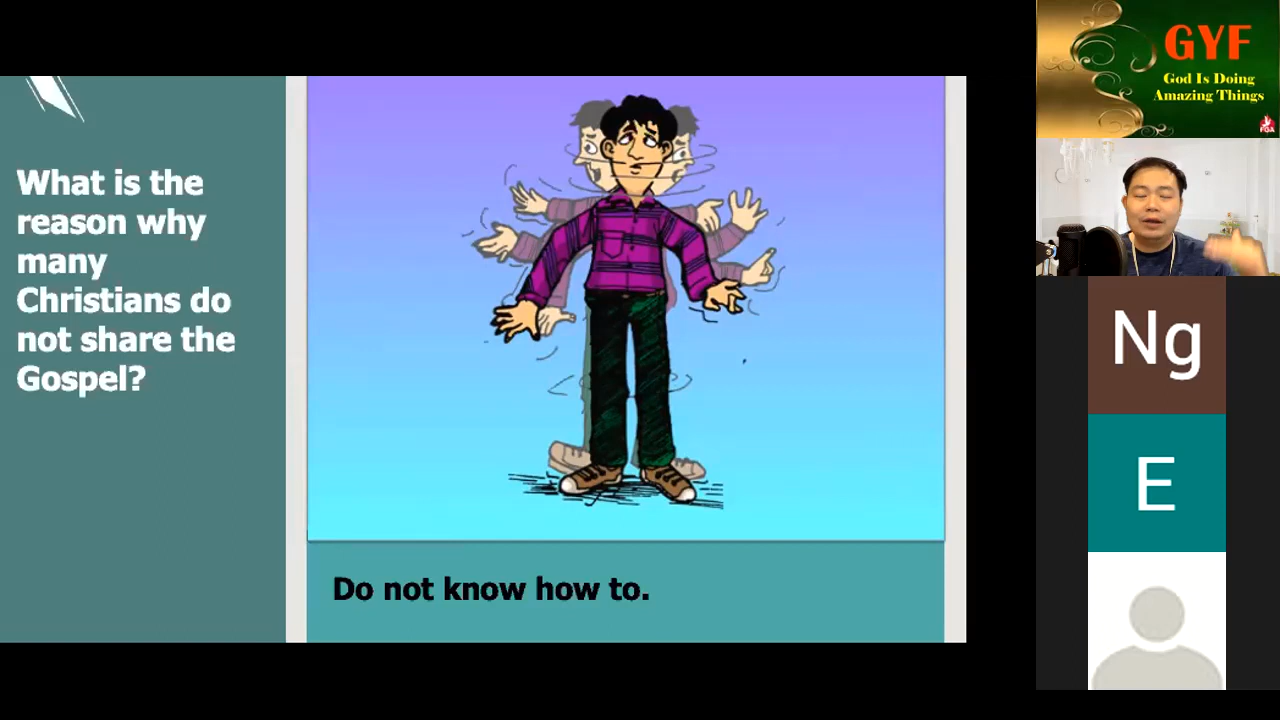 What is the
reason why
many
Christians do
not share the
Gospel?
Do not know how to.
GYF
God Is Doing
Amazing Things
FGA
Ng
E